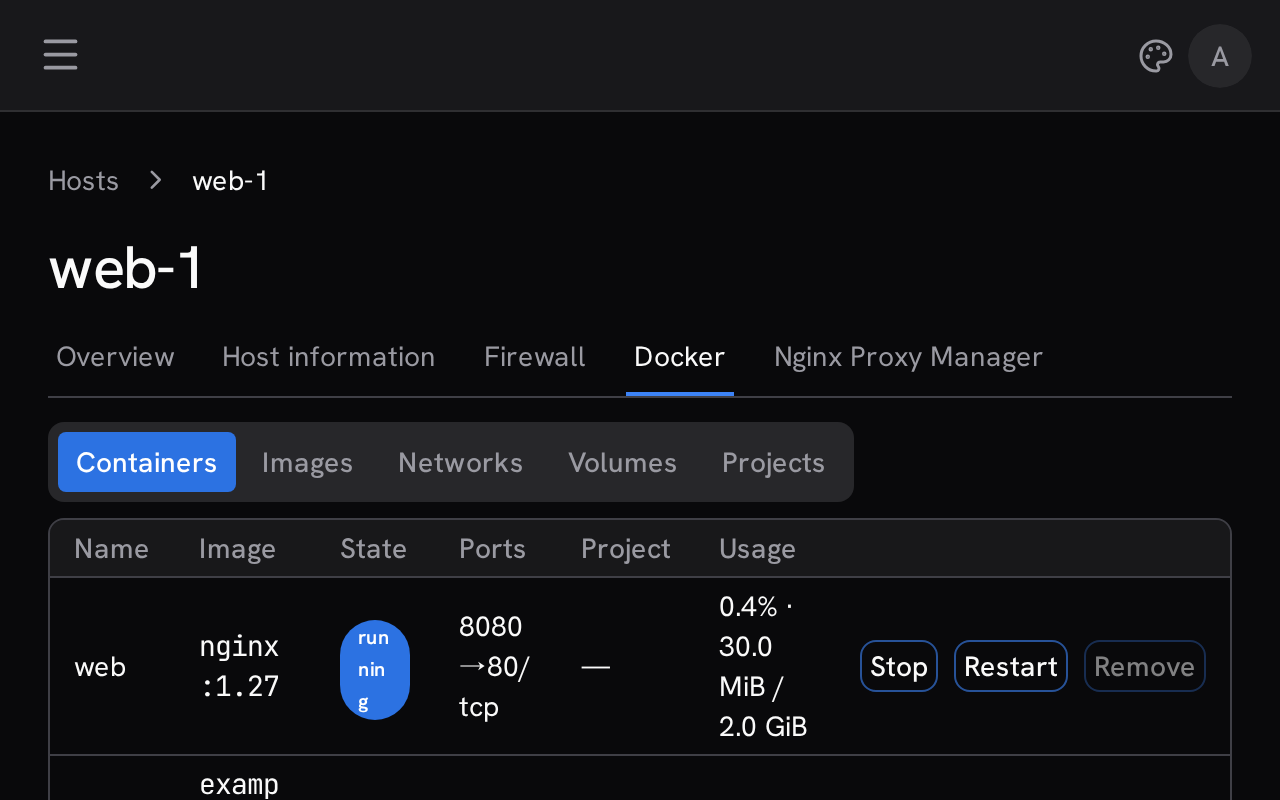 A
Hosts > web-1
web-1
Overview Host information Firewall Docker Nginx Proxy Manager
Containers Images Networks Volumes Projects
Name Image State Ports Project Usage
web nginx :1.27 run nin g 8080 →80/ tcp — 0.4% · 30.0 MiB / 2.0 GiB Stop Restart Remove
examp